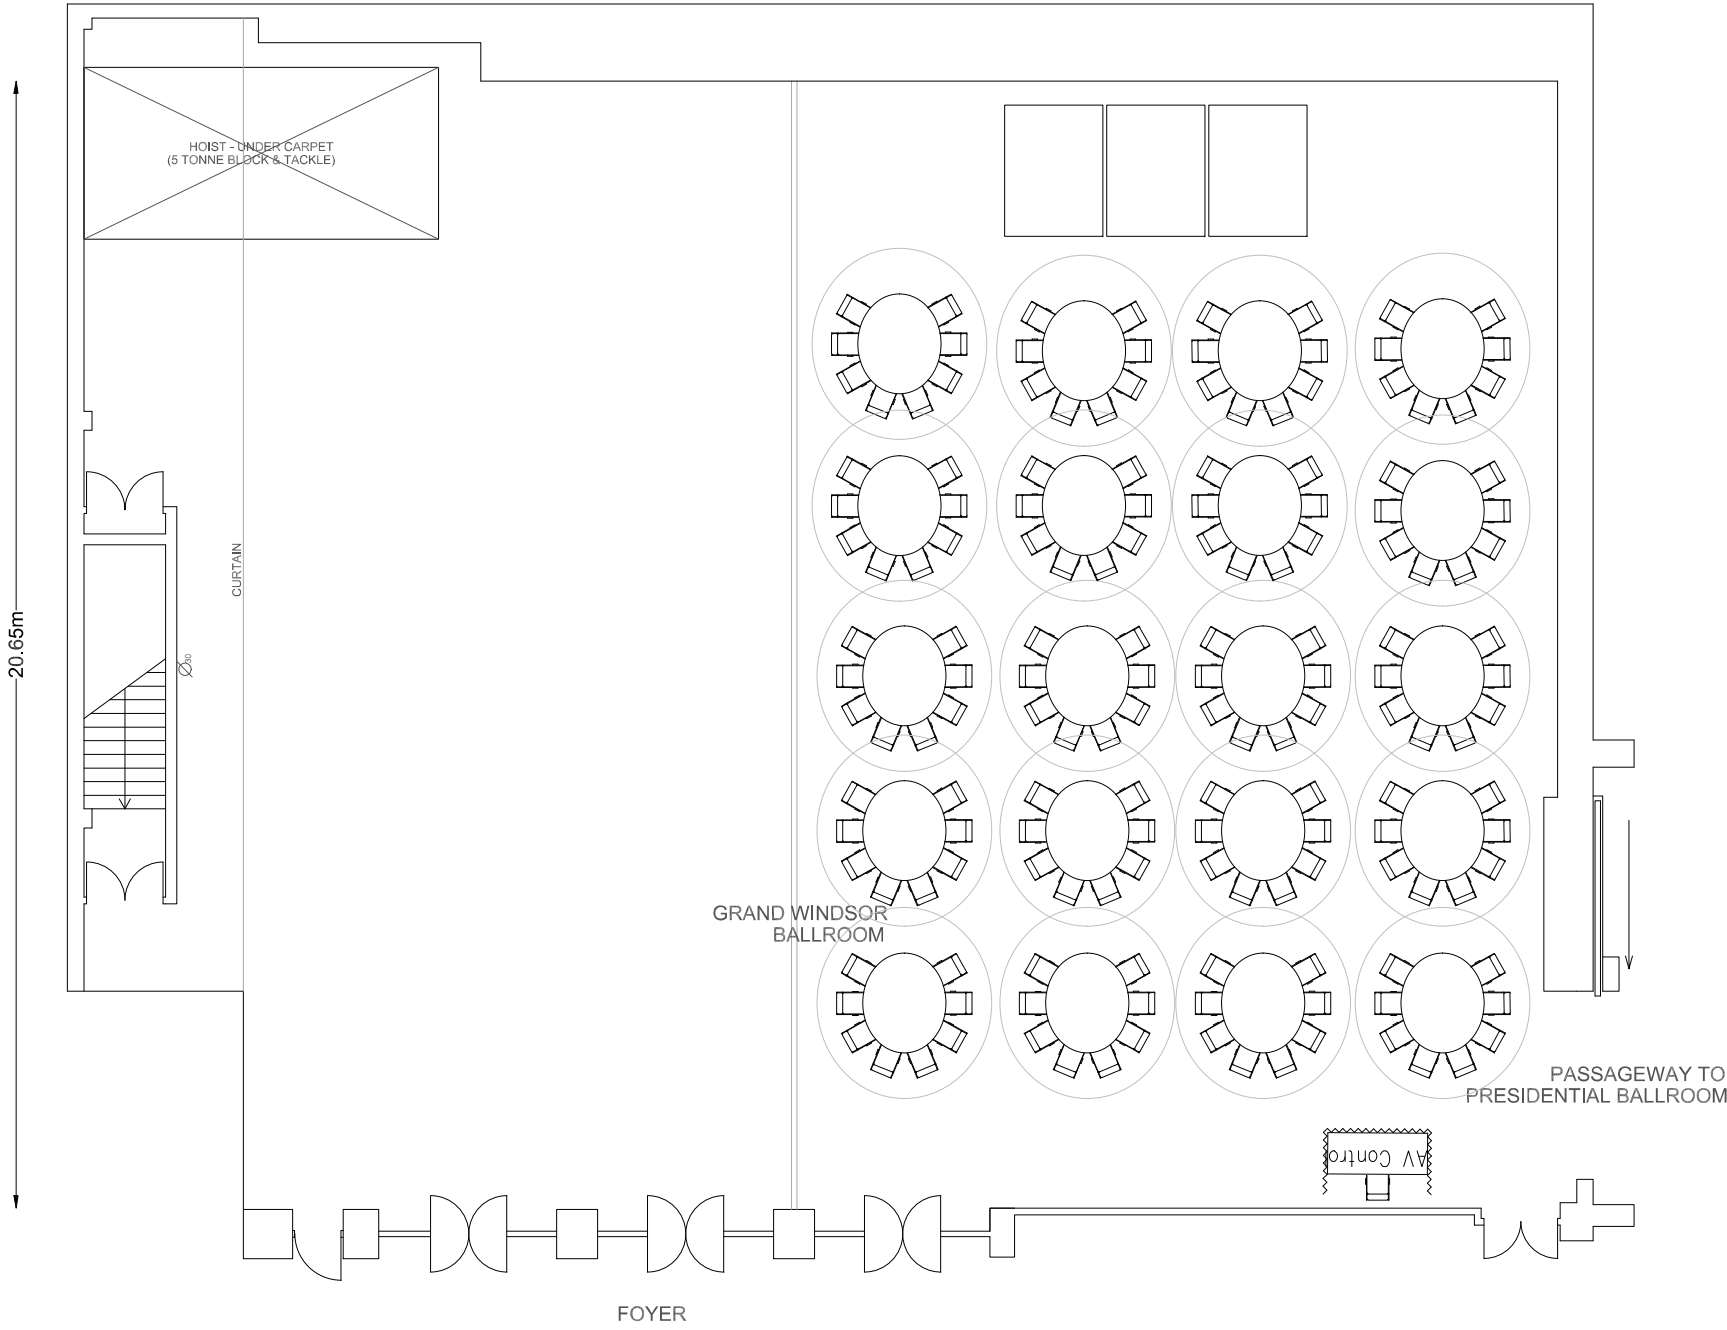 HOIST - UNDER CARPET
(5 TONNE BLOCK & TACKLE)
CURTAIN
20.65m
Ø30
GRAND WINDSOR
BALLROOM
PASSAGEWAY TO
PRESIDENTIAL BALLROOM
AV Contro
FOYER